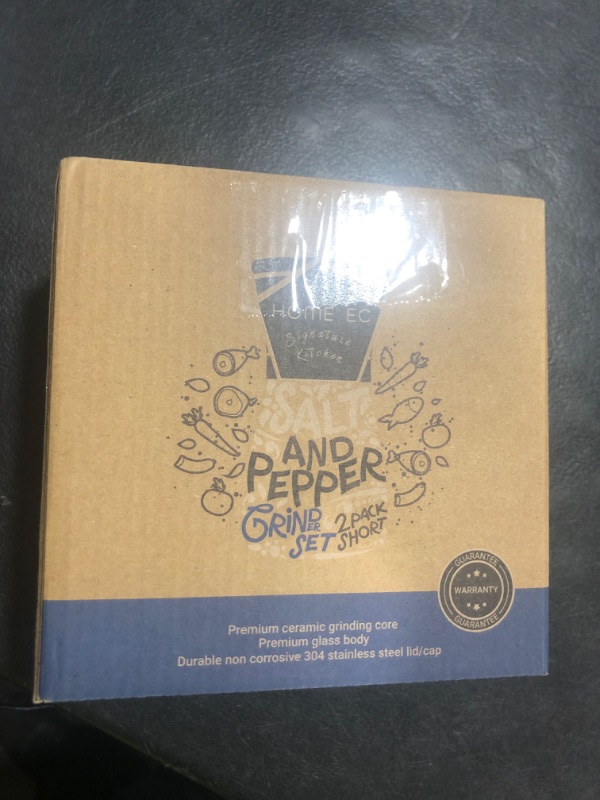 HOME EC
Signature
Kitchen
SALT
AND
PEPPER
GRINDER
SET
2 PACK
SHORT
GUARANTEE
WARRANTY
GUARANTEE
Premium ceramic grinding core
Premium glass body
Durable non corrosive 304 stainless steel lid/cap